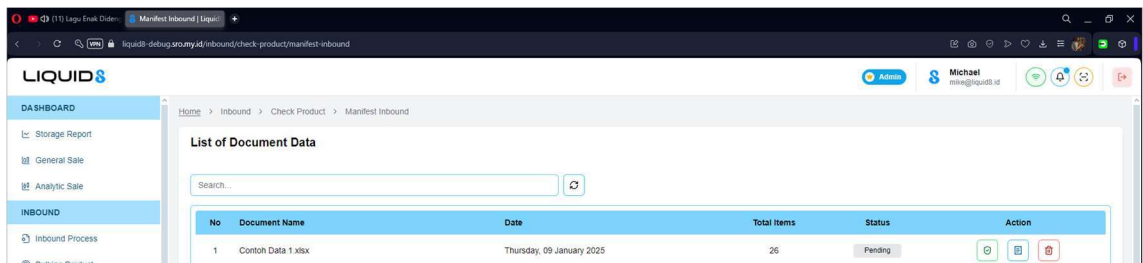 (11) Lagu Enak Dideng
Manifest Inbound | Liquid8
VPN
liquid8-debug.sro.my.id/inbound/check-product/manifest-inbound
LIQUID8
Admin
Michael
mike@liquid8.id
DASHBOARD
Storage Report
General Sale
Analytic Sale
INBOUND
Inbound Process
Home > Inbound > Check Product > Manifest Inbound
List of Document Data
Search...
No Document Name Date Total Items Status Action
1 Contoh Data 1.xlsx Thursday, 09 January 2025 26 Pending